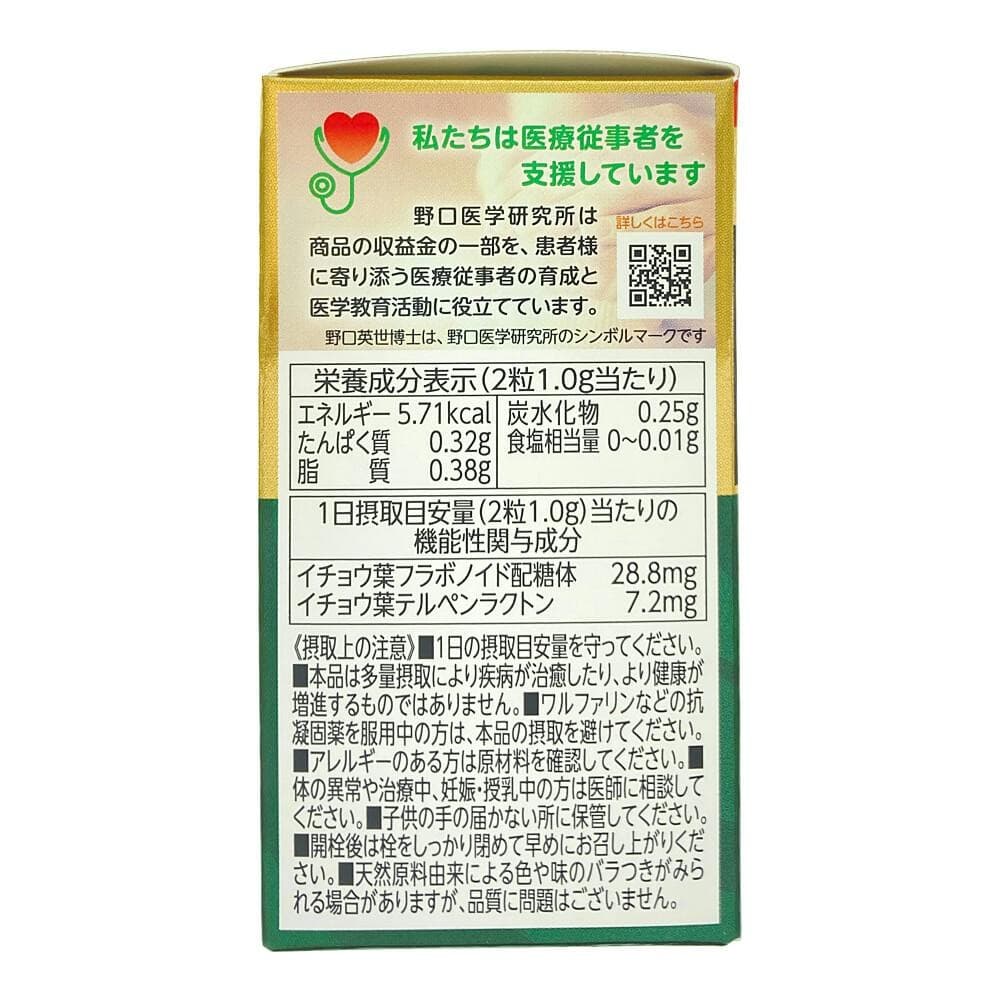 私たちは医療従事者を
支援しています
野口医学研究所は
商品の収益金の一部を、患者様
に寄り添う医療従事者の育成と
医学教育活動に役立てています。
詳しくはこちら
野口英世博士は、野口医学研究所のシンボルマークです
栄養成分表示(2粒1.0g当たり)
エネルギー 5.71kcal 炭水化物 0.25g
たんぱく質 0.32g 食塩相当量 0~0.01g
脂質 0.38g
1日摂取目安量(2粒1.0g)当たりの
機能性関与成分
イチョウ葉フラボノイド配糖体 28.8mg
イチョウ葉テルペンラクトン 7.2mg
《摂取上の注意》■1日の摂取目安量を守ってください。
■本品は多量摂取により疾病が治癒したり、より健康が
増進するものではありません。■ワルファリンなどの抗
凝固薬を服用中の方は、本品の摂取を避けてください。
■アレルギーのある方は原材料を確認してください。■
体の異常や治療中、妊娠・授乳中の方は医師に相談して
ください。■子供の手の届かない所に保管してください。
■開栓後は栓をしっかり閉めて早めにお召し上がりくだ
さい。■天然原料由来による色や味のバラつきがみら
れる場合がありますが、品質に問題はございません。